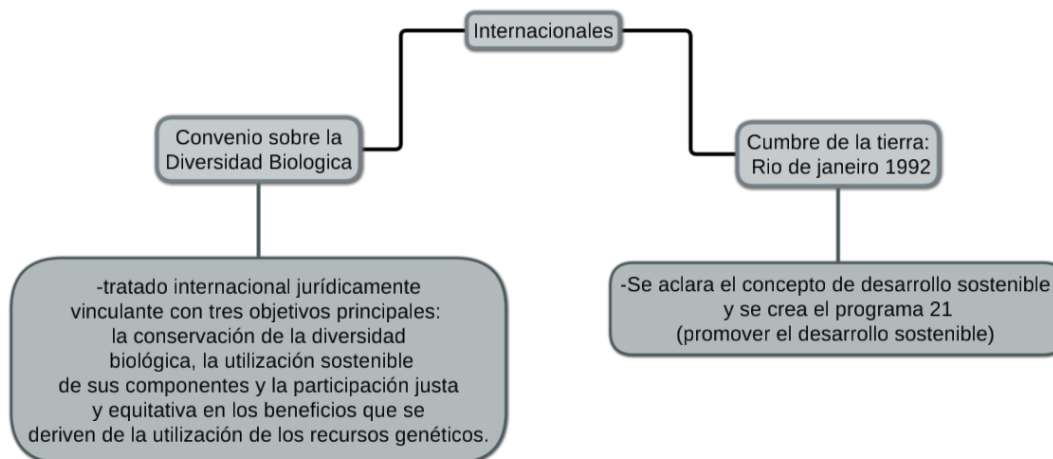 Internacionales
Convenio sobre la
Diversidad Biologica
Cumbre de la tierra:
Rio de janeiro 1992
-tratado internacional jurídicamente
vinculante con tres objetivos principales:
la conservación de la diversidad
biológica, la utilización sostenible
de sus componentes y la participación justa
y equitativa en los beneficios que se
deriven de la utilización de los recursos genéticos.
-Se aclara el concepto de desarrollo sostenible
y se crea el programa 21
(promover el desarrollo sostenible)